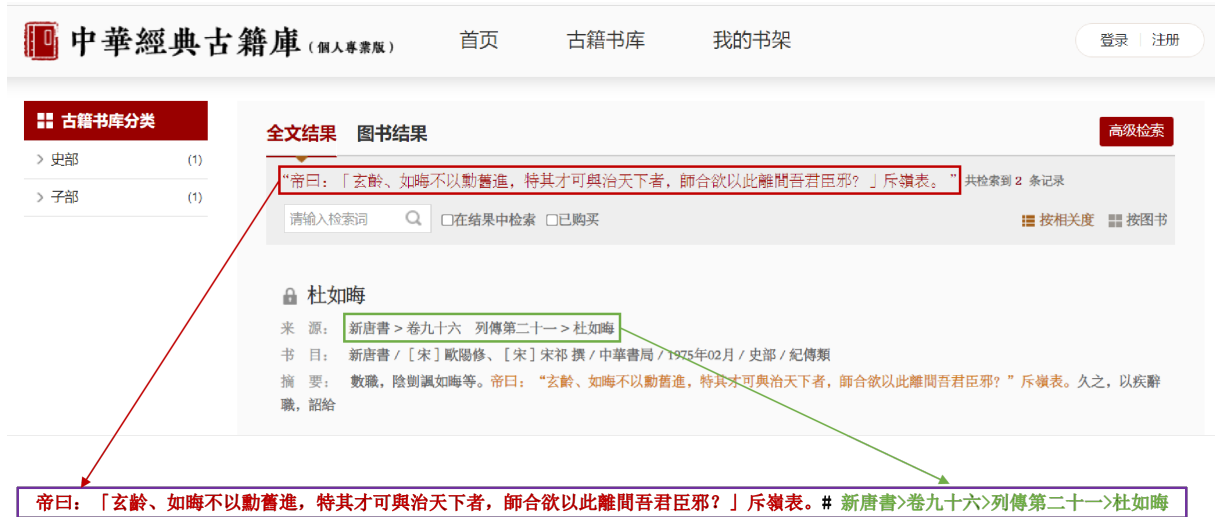 中華經典古籍庫(個人專業版) 首页 古籍书库 我的书架 登录 注册
古籍书库分类
史部 (1)
子部 (1)
全文结果 图书结果 高级检索
“帝曰：「玄齡、如晦不以勳舊進，特其才可與治天下者，師合欲以此離間吾君臣邪？」斥嶺表。” 共检索到 2 条记录
请输入检索词 在结果中检索 已购买 按相关度 按图书
杜如晦
来 源： 新唐書 > 卷九十六 列傳第二十一 > 杜如晦
书 目： 新唐書 / ［宋］歐陽修、［宋］宋祁 撰 / 中華書局 / 1975年02月 / 史部 / 紀傳類
摘 要： 數職，陰剴諷如晦等。帝曰：“玄齡、如晦不以勳舊進，特其才可與治天下者，師合欲以此離間吾君臣邪？”斥嶺表。久之，以疾辭
職，詔給
帝曰：「玄齡、如晦不以勳舊進，特其才可與治天下者，師合欲以此離間吾君臣邪？」斥嶺表。# 新唐書>卷九十六>列傳第二十一>杜如晦